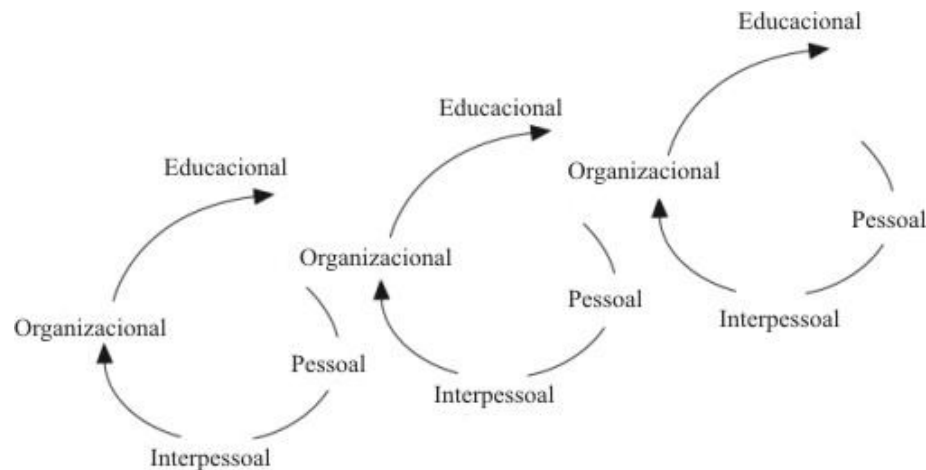 Educacional
Educacional
Educacional
Organizacional
Pessoal
Organizacional
Pessoal
Interpessoal
Organizacional
Pessoal
Interpessoal
Interpessoal